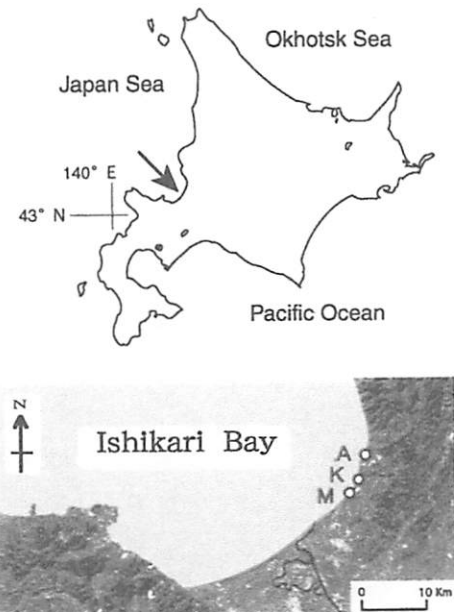 Okhotsk Sea
Japan Sea
140° E
43° N
Pacific Ocean
N
Ishikari Bay
A
K
M
0 10 Km